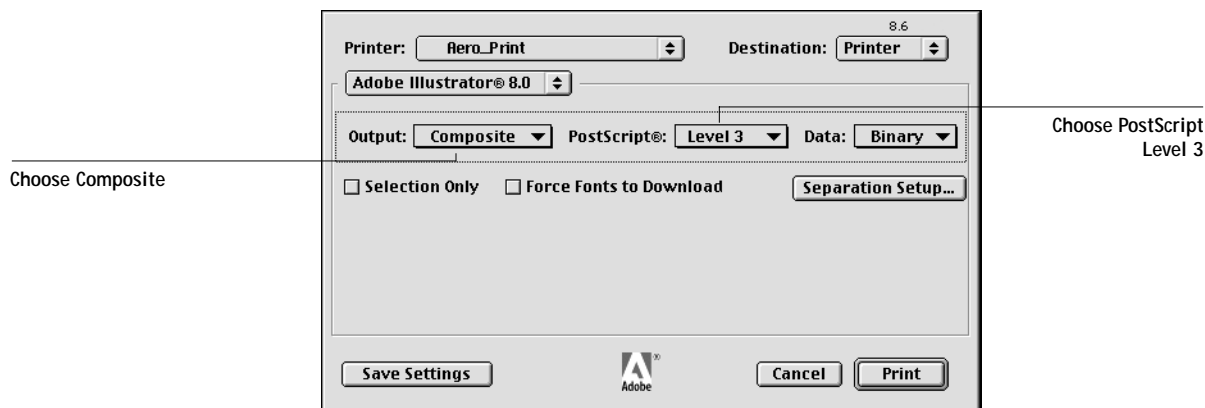 8.6
Printer: Aero_Print Destination: Printer
Adobe Illustrator® 8.0
Output: Composite PostScript®: Level 3 Data: Binary
Choose PostScript
Level 3
Choose Composite
Selection Only Force Fonts to Download Separation Setup...
Save Settings Adobe ® Cancel Print